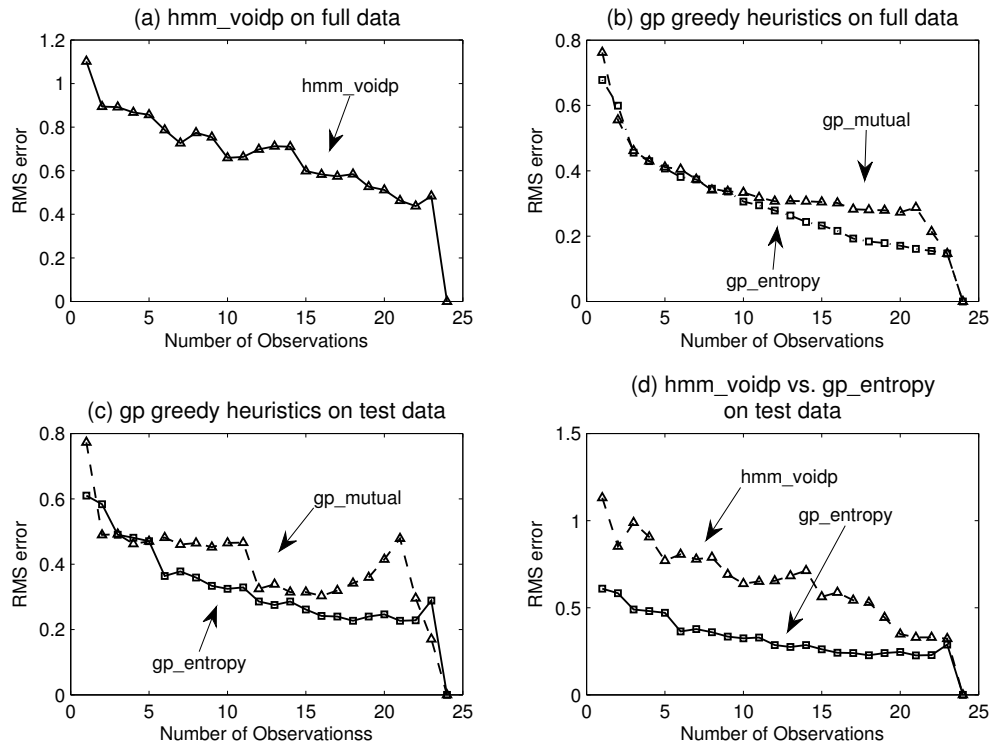 (a) hmm_voidp on full data
1.2
1
0.8
0.6
0.4
0.2
0
RMS error
hmm_voidp
0
5
10
15
20
25
Number of Observations
(b) gp greedy heuristics on full data
0.8
0.6
0.4
0.2
0
RMS error
gp_mutual
gp_entropy
0
5
10
15
20
25
Number of Observations
(c) gp greedy heuristics on test data
0.8
0.6
0.4
0.2
0
RMS error
gp_mutual
gp_entropy
0
5
10
15
20
25
Number of Observationss
(d) hmm_voidp vs. gp_entropy
on test data
1.5
1
0.5
0
RMS error
hmm_voidp
gp_entropy
0
5
10
15
20
25
Number of Observations